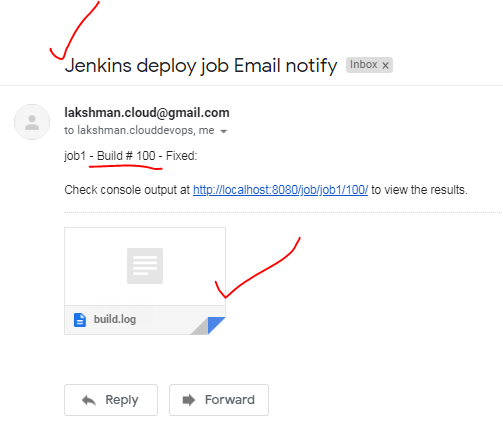 Jenkins deploy job Email notify Inbox x
lakshman.cloud@gmail.com
to lakshman.clouddevops, me
job1 - Build # 100 - Fixed:
Check console output at http://localhost:8080/job/job1/100/ to view the results.
build.log
Reply Forward